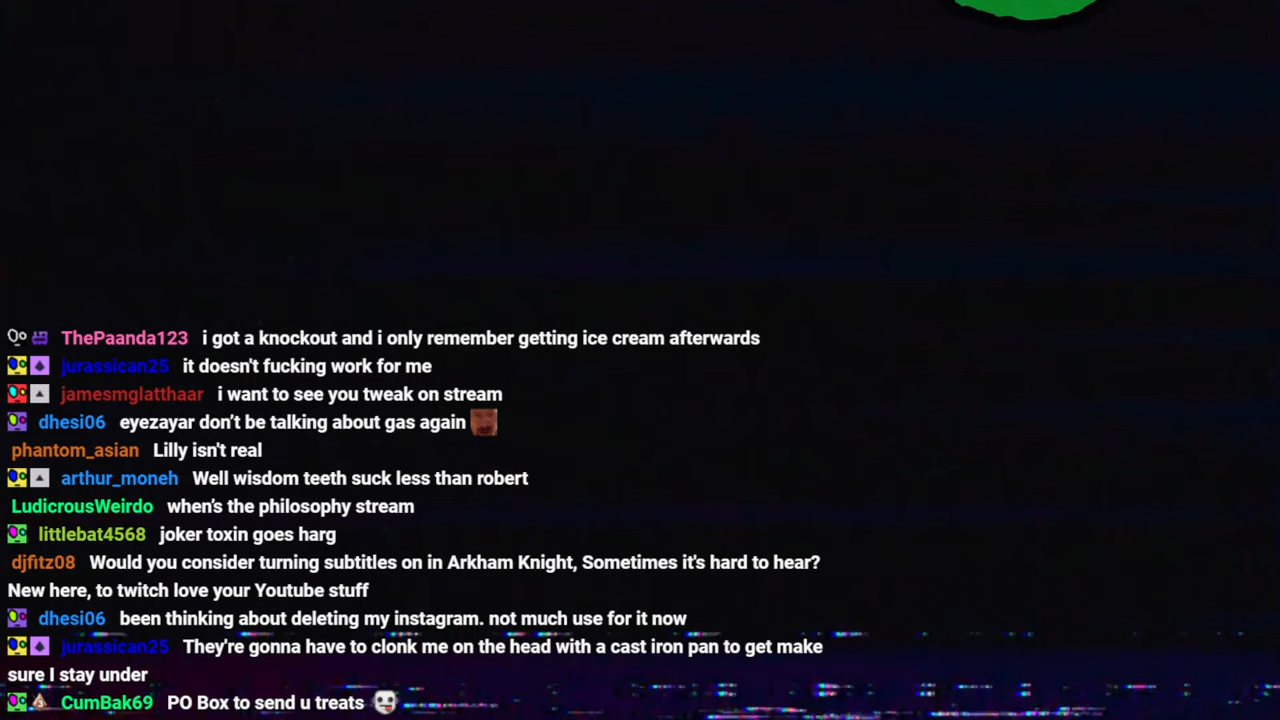 ThePaanda123 i got a knockout and i only remember getting ice cream afterwards
jurassican25 it doesn't fucking work for me
jamesmglatthaar i want to see you tweak on stream
dhesi06 eyezayar don't be talking about gas again
phantom_asian Lilly isn't real
arthur_moneh Well wisdom teeth suck less than robert
LudicrousWeirdo when's the philosophy stream
littlebat4568 joker toxin goes harg
djfitz08 Would you consider turning subtitles on in Arkham Knight, Sometimes it's hard to hear?
New here, to twitch love your Youtube stuff
dhesi06 been thinking about deleting my instagram. not much use for it now
jurassican25 They're gonna have to clonk me on the head with a cast iron pan to get make
sure I stay under
CumBak69 PO Box to send u treats